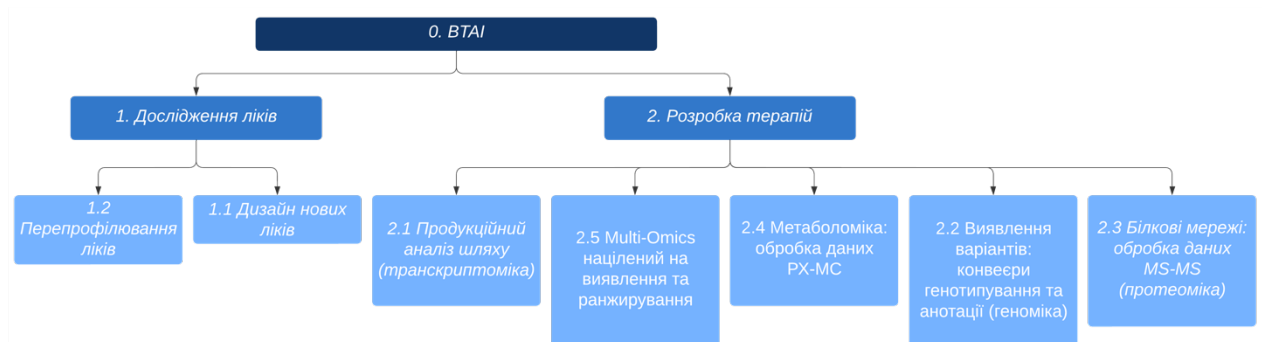 0. BTAI
1. Дослідження ліків
2. Розробка терапій
1.2
Перепрофілювання
ліків
1.1 Дизайн нових
ліків
2.1 Продукційний
аналіз шляху
(транскриптоміка)
2.5 Multi-Omics
націлений на
виявлення та
ранжирування
2.4 Метаболоміка:
обробка даних
РХ-МС
2.2 Виявлення
варіантів:
конвеєри
генотипування та
анотації (геноміка)
2.3 Білкові мережі:
обробка даних
MS-MS
(протеоміка)